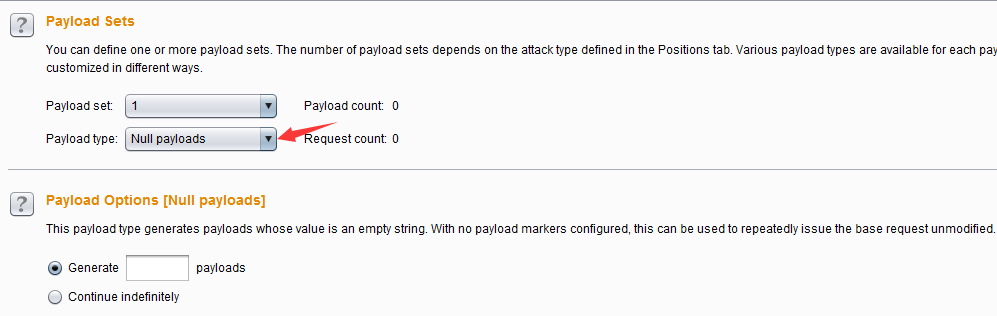 Payload Sets
You can define one or more payload sets. The number of payload sets depends on the attack type defined in the Positions tab. Various payload types are available for each pay
customized in different ways.
Payload set: 1 Payload count: 0
Payload type: Null payloads Request count: 0
Payload Options [Null payloads]
This payload type generates payloads whose value is an empty string. With no payload markers configured, this can be used to repeatedly issue the base request unmodified.
Generate payloads
Continue indefinitely